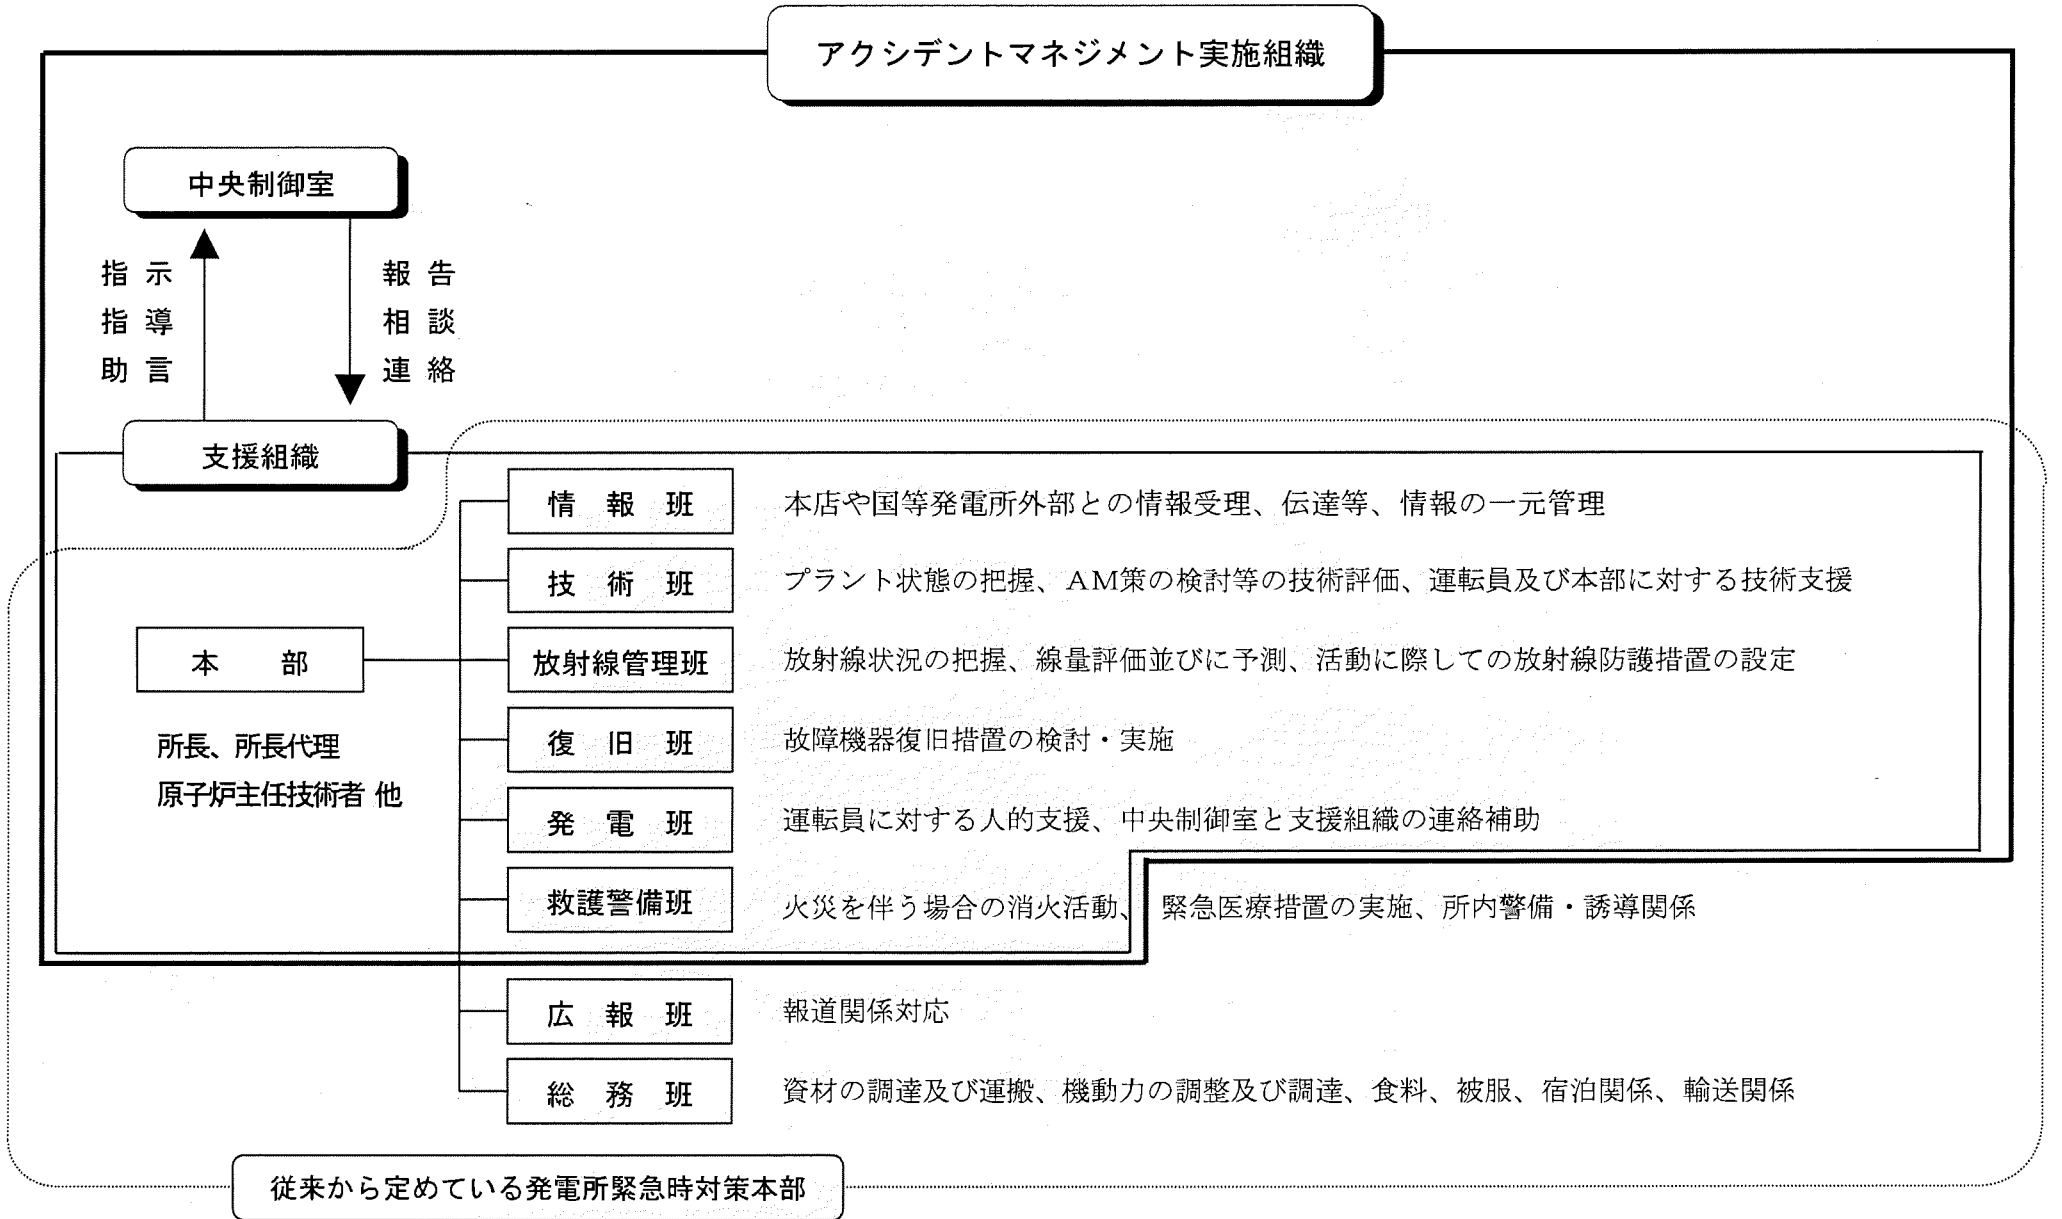 アクシデントマネジメント実施組織
中央制御室
指示
指導
助言
報告
相談
連絡
支援組織
情報班
本店や国等発電所外部との情報受理、伝達等、情報の一元管理
技術班
プラント状態の把握、AM策の検討等の技術評価、運転員及び本部に対する技術支援
本部
放射線管理班
放射線状況の把握、線量評価並びに予測、活動に際しての放射線防護措置の設定
所長、所長代理
原子炉主任技術者 他
復旧班
故障機器復旧措置の検討・実施
発電班
運転員に対する人的支援、中央制御室と支援組織の連絡補助
救護警備班
火災を伴う場合の消火活動、緊急医療措置の実施、所内警備・誘導関係
広報班
報道関係対応
総務班
資材の調達及び運搬、機動力の調整及び調達、食料、被服、宿泊関係、輸送関係
従来から定めている発電所緊急時対策本部